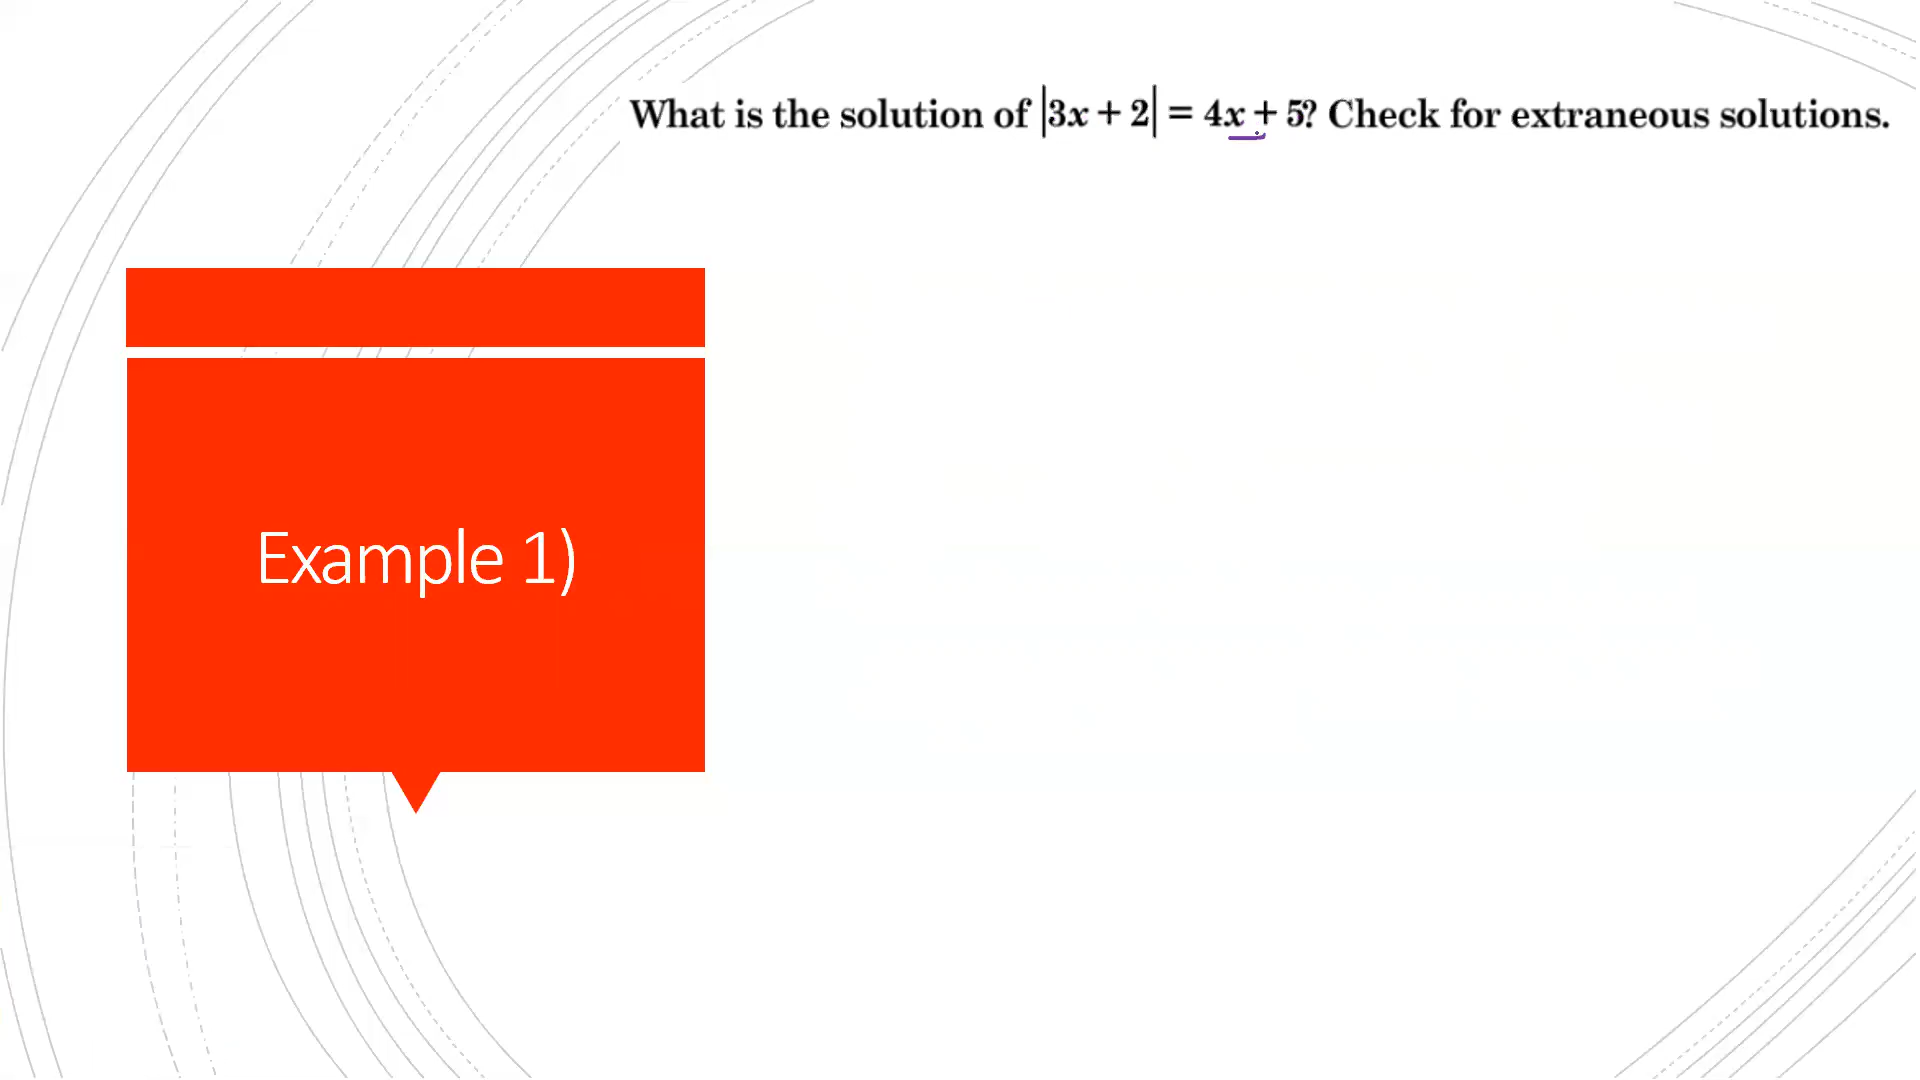 What is the solution of |3x + 2| = 4x + 5? Check for extraneous solutions.
Example 1)